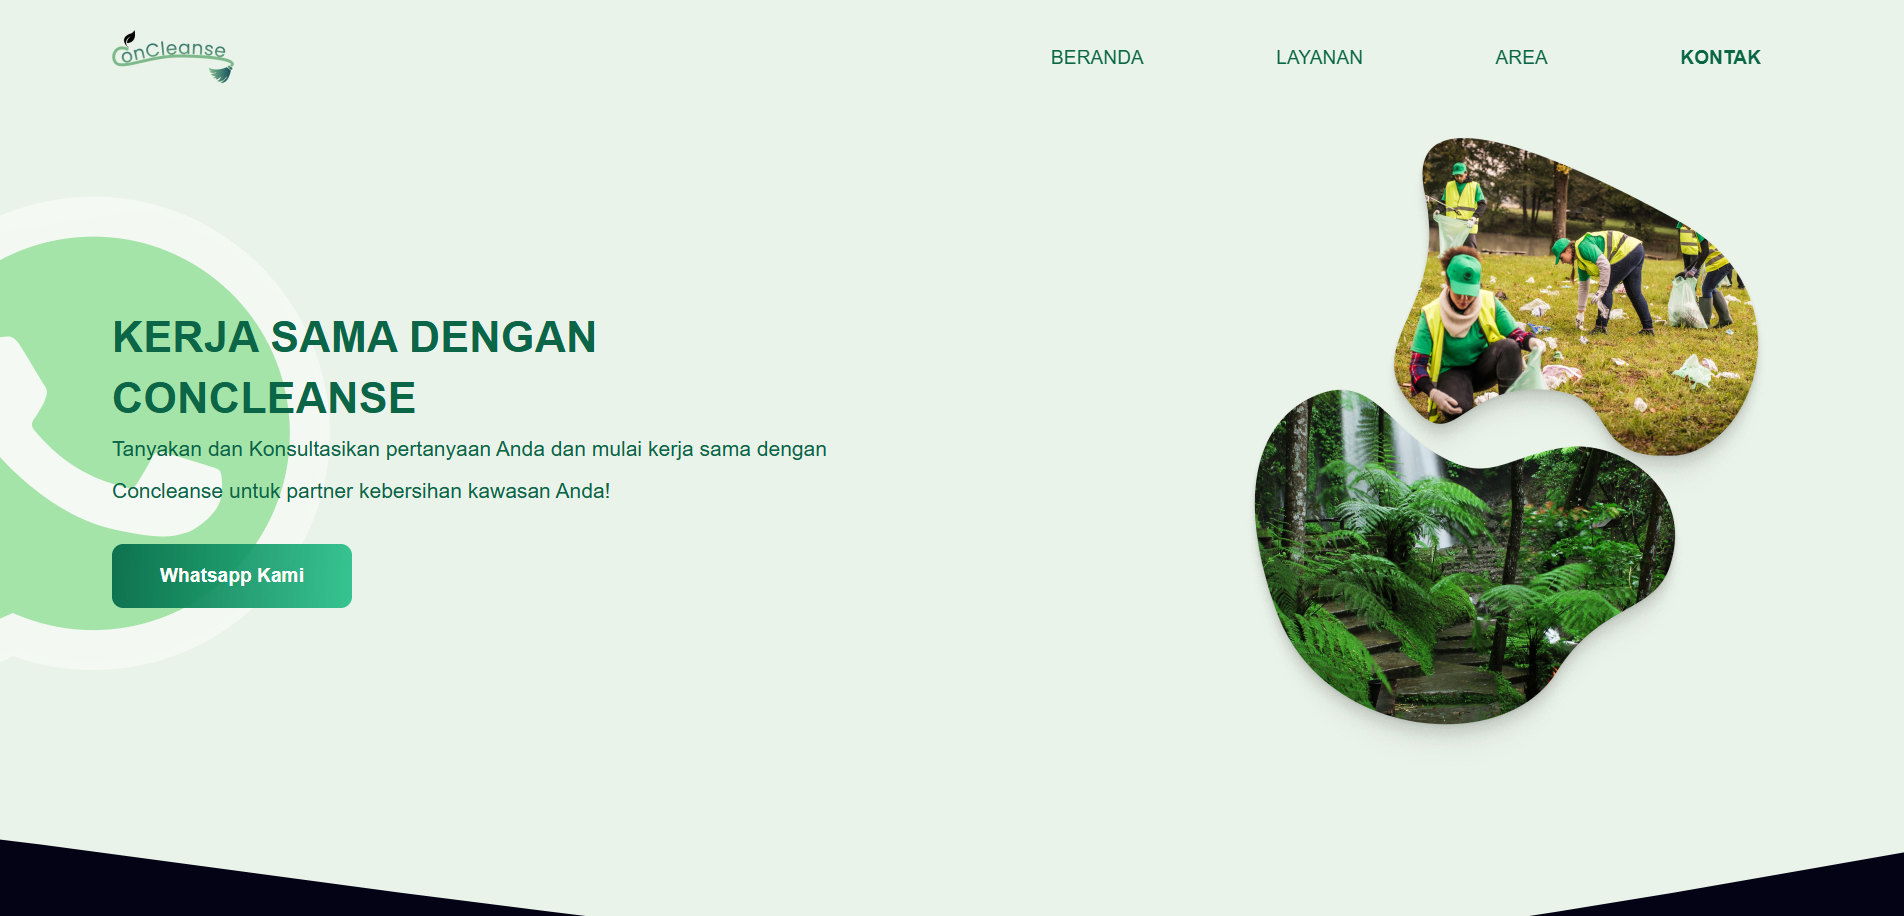 ConCleanse
BERANDA
LAYANAN
AREA
KONTAK
KERJA SAMA DENGAN
CONCLEANSE
Tanyakan dan Konsultasikan pertanyaan Anda dan mulai kerja sama dengan
Concleanse untuk partner kebersihan kawasan Anda!
Whatsapp Kami